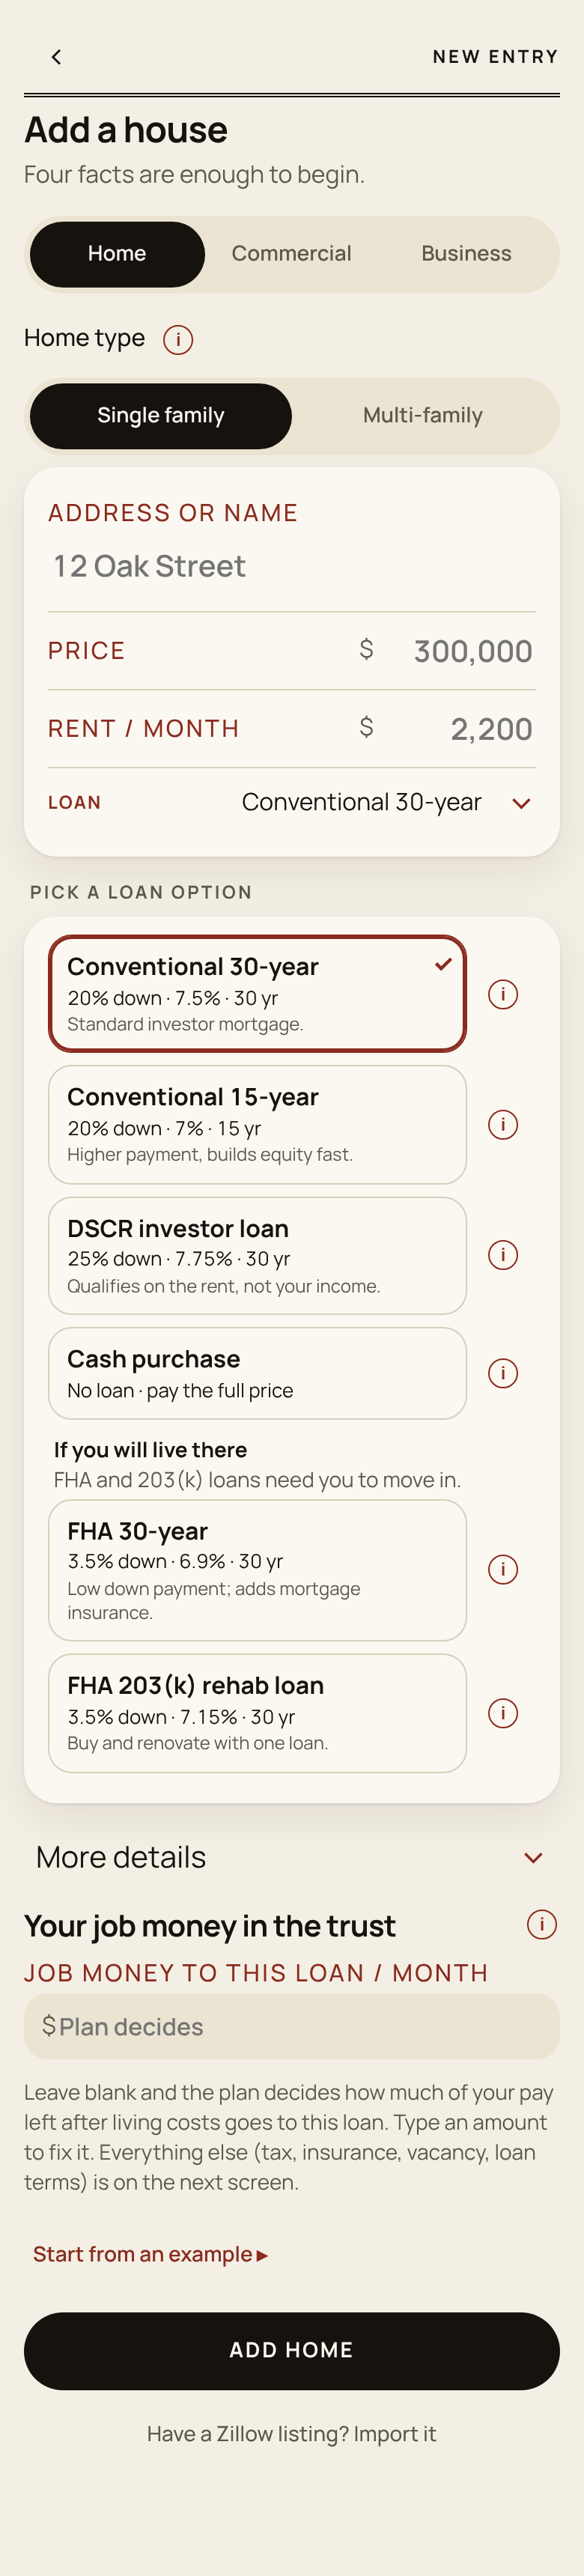 NEW ENTRY
Add a house
Four facts are enough to begin.
Home Commercial Business
Home type i
Single family Multi-family
ADDRESS OR NAME
12 Oak Street
PRICE $ 300,000
RENT / MONTH $ 2,200
LOAN Conventional 30-year
PICK A LOAN OPTION
Conventional 30-year
20% down · 7.5% · 30 yr
Standard investor mortgage.
i
Conventional 15-year
20% down · 7% · 15 yr
Higher payment, builds equity fast.
i
DSCR investor loan
25% down · 7.75% · 30 yr
Qualifies on the rent, not your income.
i
Cash purchase
No loan · pay the full price
i
If you will live there
FHA and 203(k) loans need you to move in.
FHA 30-year
3.5% down · 6.9% · 30 yr
Low down payment; adds mortgage
insurance.
i
FHA 203(k) rehab loan
3.5% down · 7.15% · 30 yr
Buy and renovate with one loan.
i
More details
Your job money in the trust i
JOB MONEY TO THIS LOAN / MONTH
$ Plan decides
Leave blank and the plan decides how much of your pay
left after living costs goes to this loan. Type an amount
to fix it. Everything else (tax, insurance, vacancy, loan
terms) is on the next screen.
Start from an example ▸
ADD HOME
Have a Zillow listing? Import it